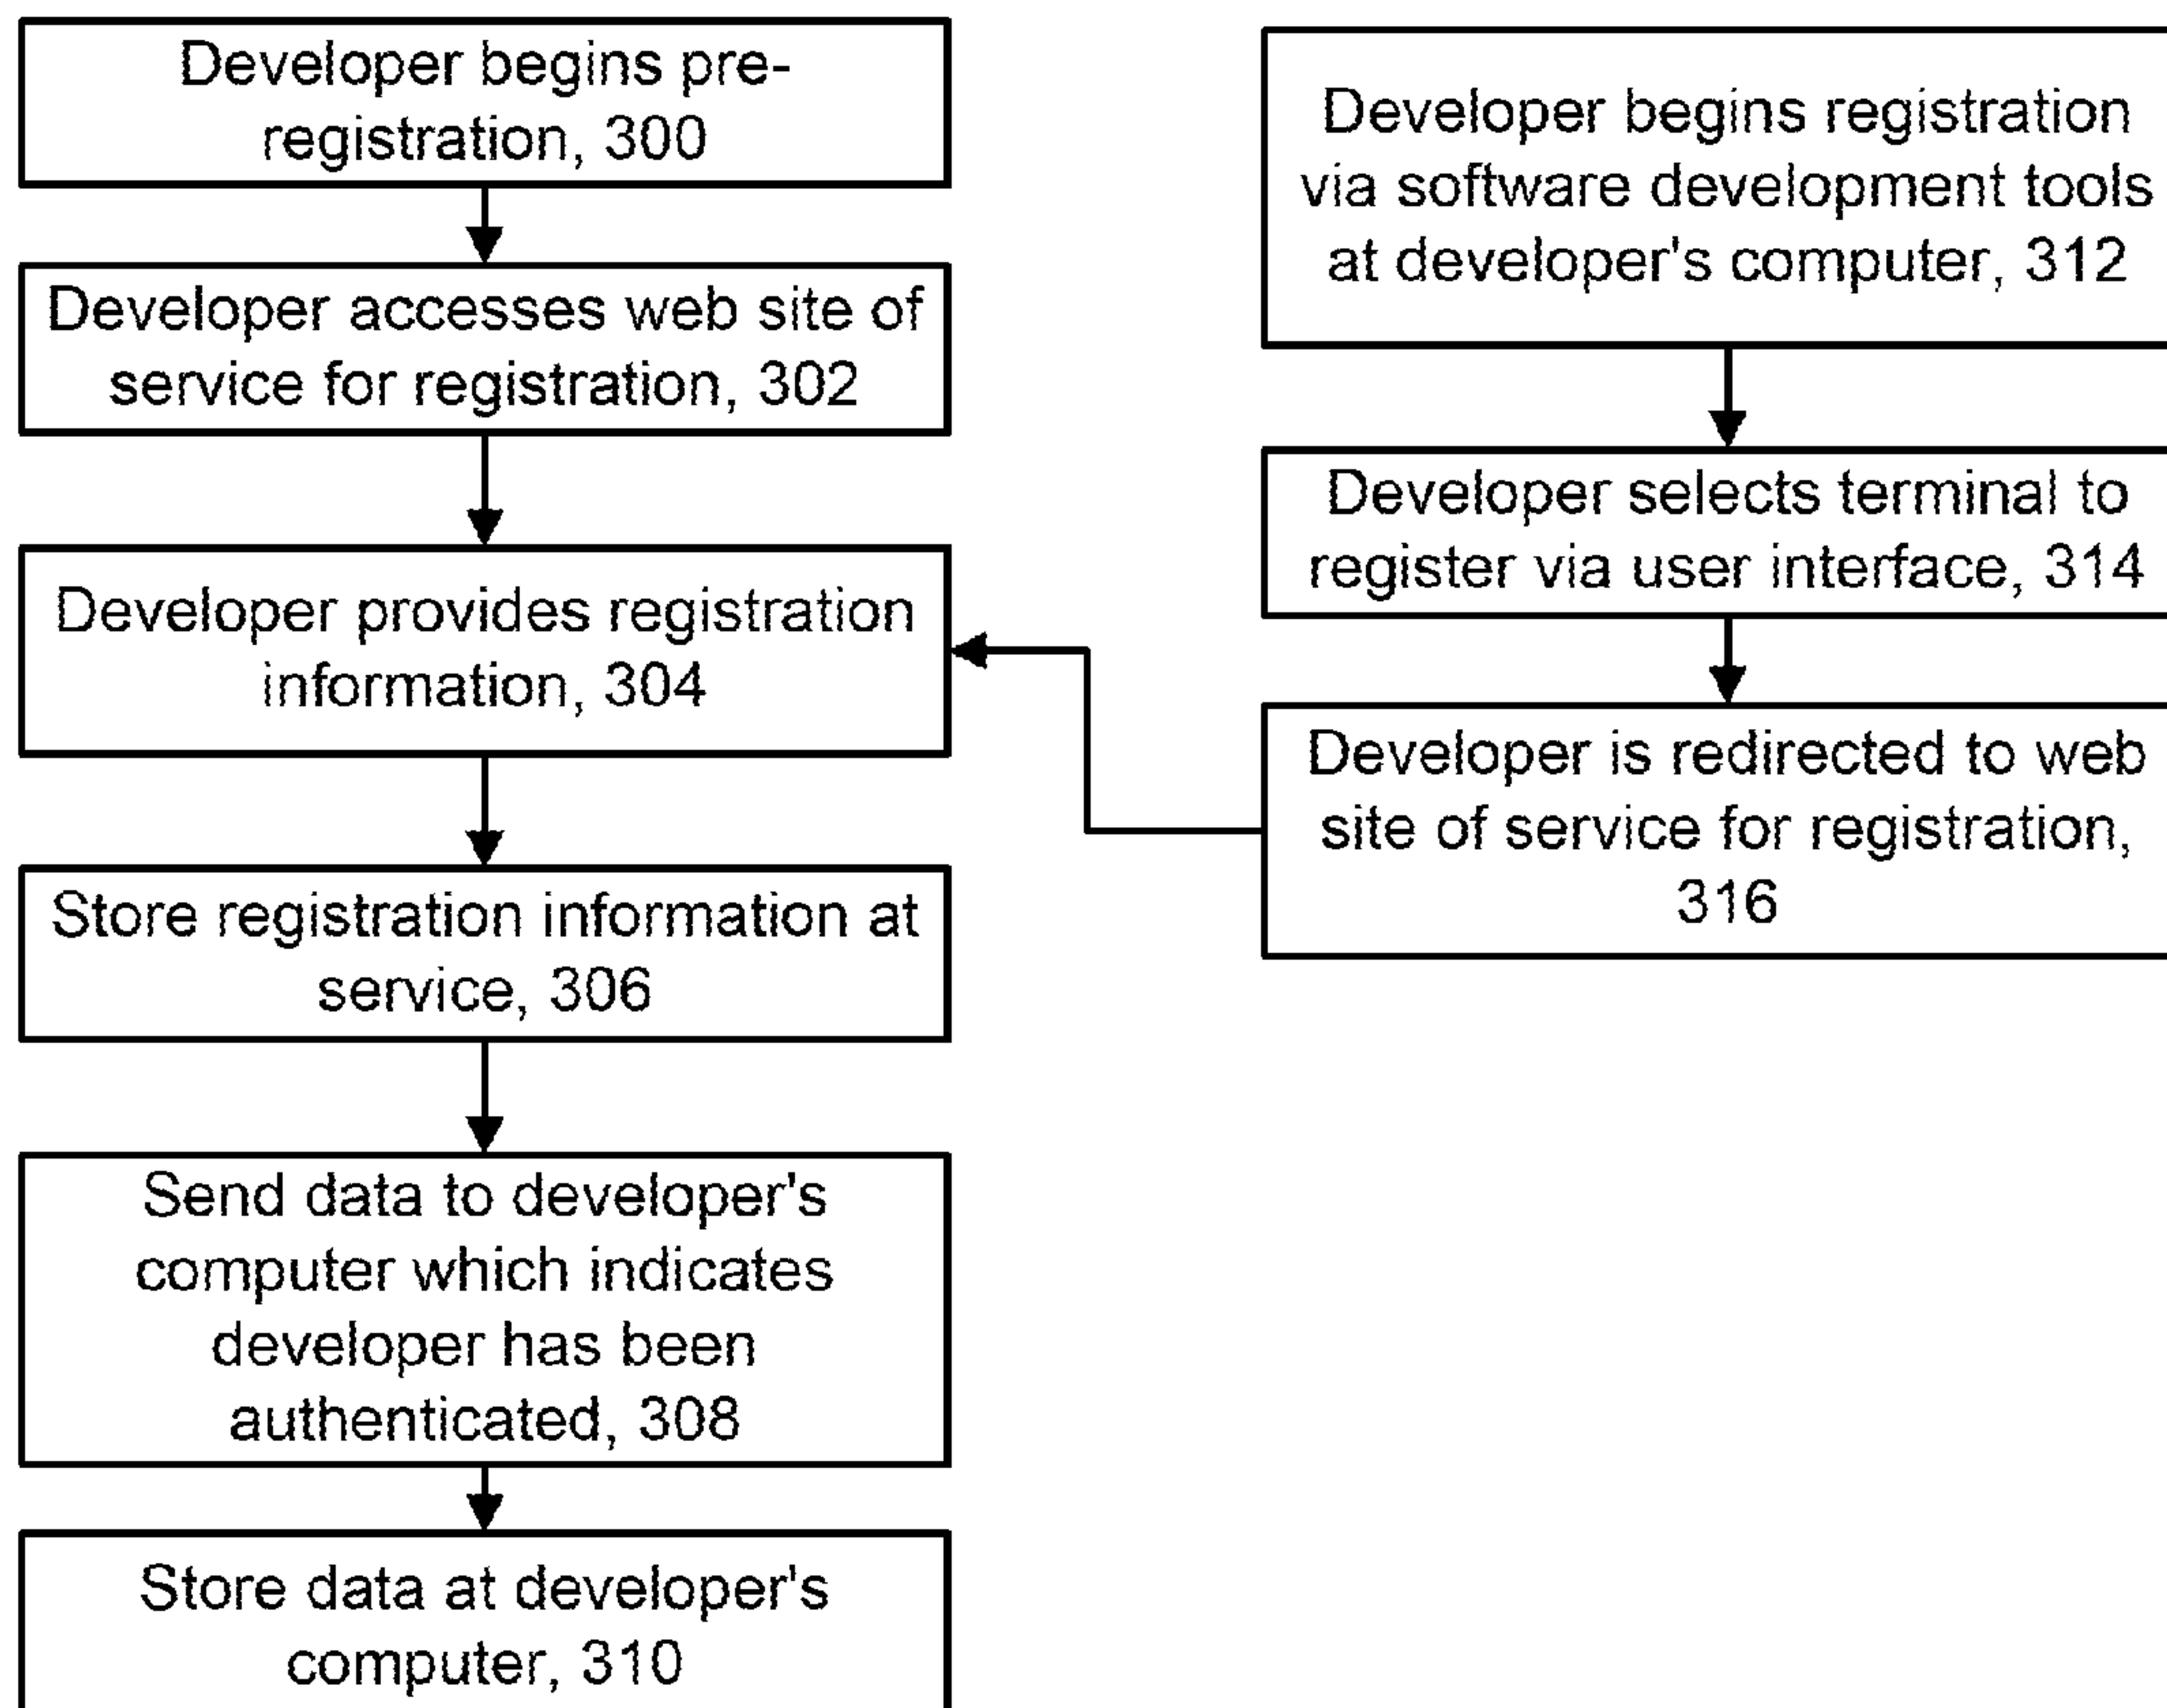 Developer begins pre-
registration, 300
Developer accesses web site of
service for registration, 302
Developer provides registration
information, 304
Store registration information at
service, 306
Send data to developer's
computer which indicates
developer has been
authenticated, 308
Store data at developer's
computer, 310
Developer begins registration
via software development tools
at developer's computer, 312
Developer selects terminal to
register via user interface, 314
Developer is redirected to web
site of service for registration,
316